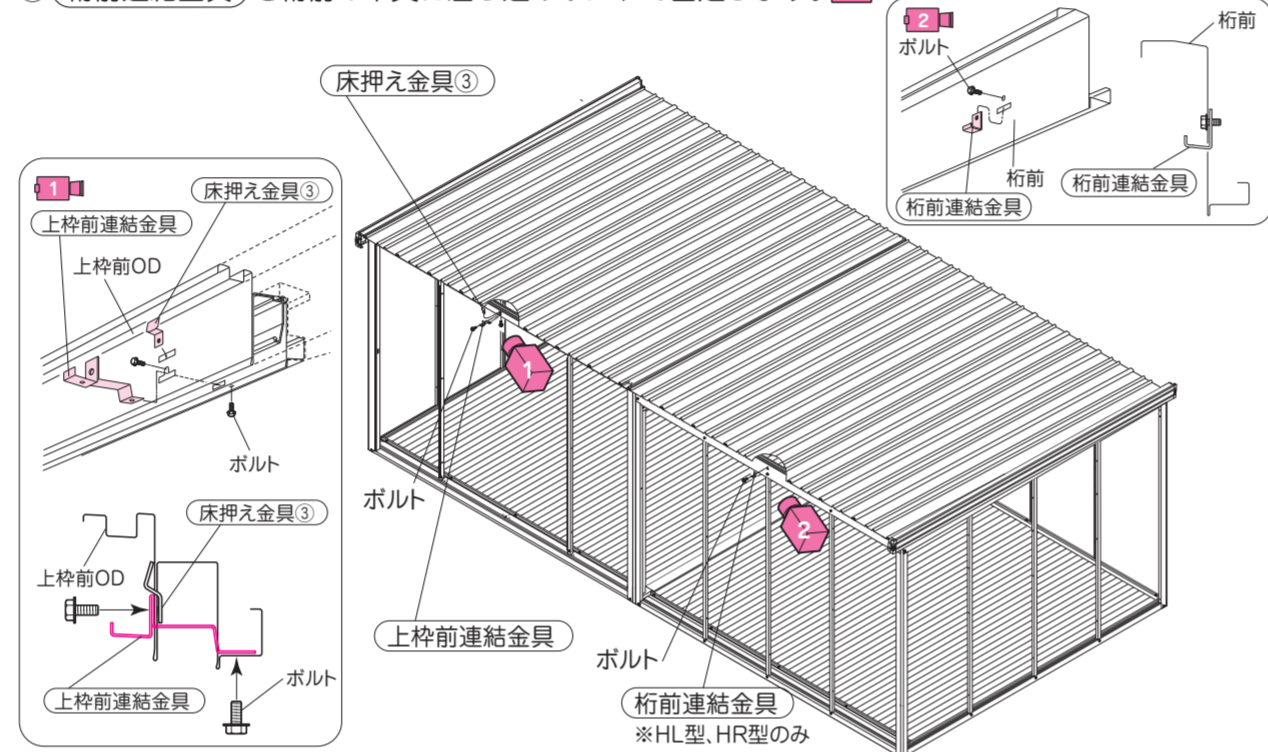 2
ボルト
桁前
桁前
桁前連結金具
桁前連結金具
床押え金具③
1
床押え金具③
上枠前連結金具
上枠前OD
ボルト
床押え金具③
上枠前OD
上枠前連結金具
ボルト
1
2
ボルト
上枠前連結金具
ボルト
桁前連結金具
※HL型、HR型のみ